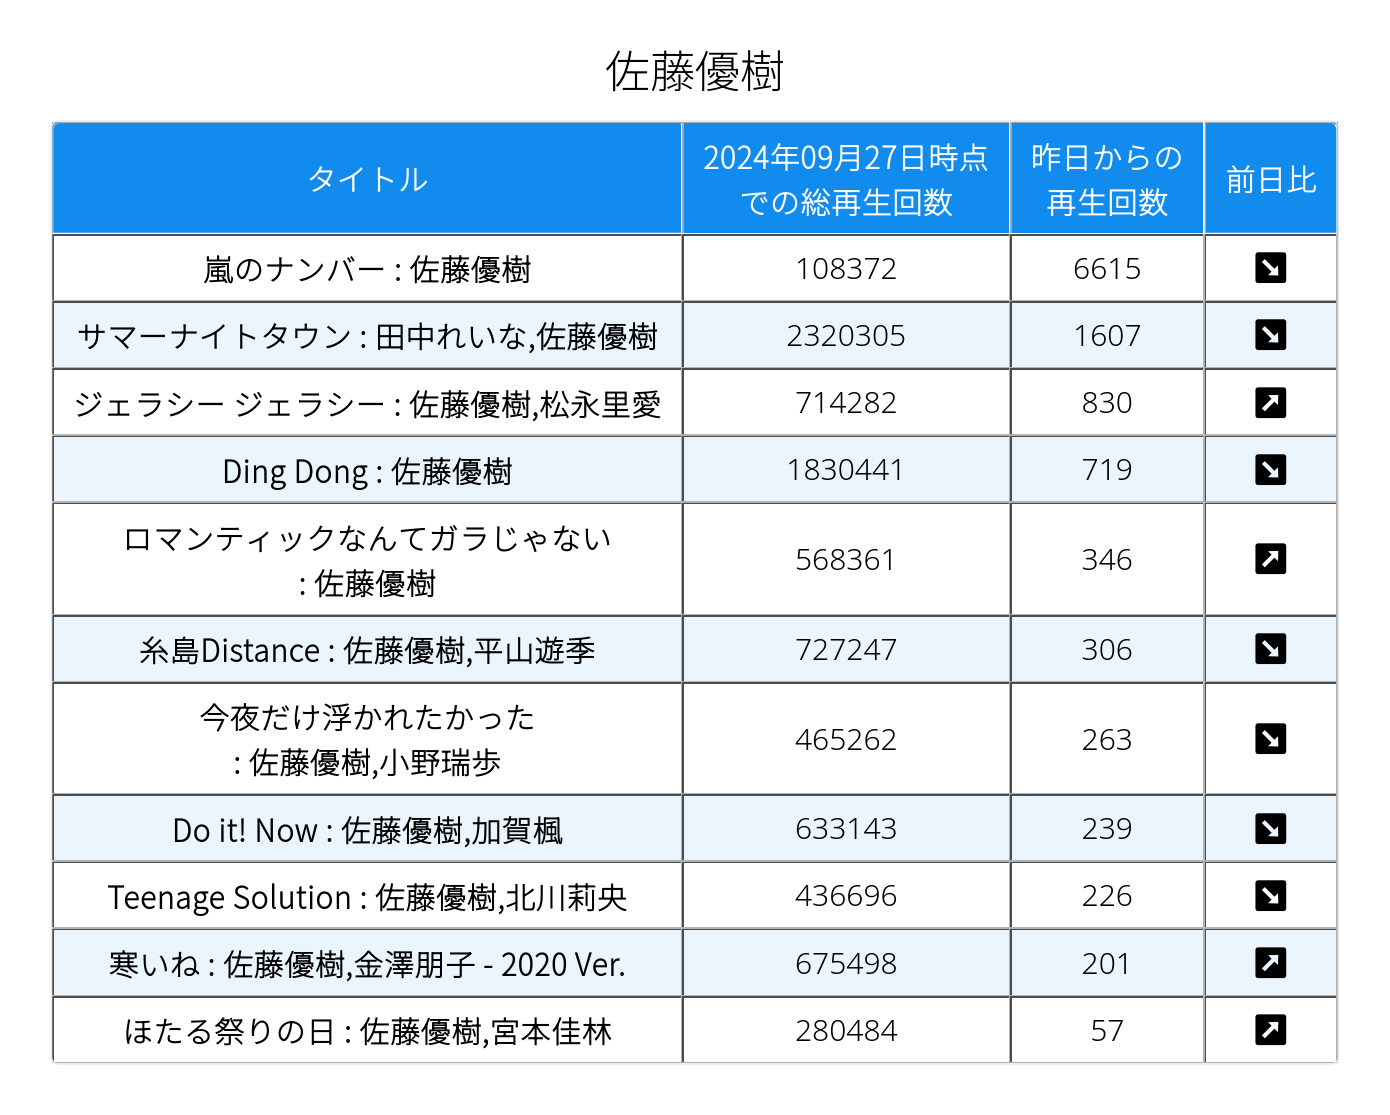 佐藤優樹
タイトル
2024年09月27日時点
での総再生回数
昨日からの
再生回数
前日比
嵐のナンバー : 佐藤優樹
108372
6615
サマーナイトタウン : 田中れいな,佐藤優樹
2320305
1607
ジェラシー ジェラシー : 佐藤優樹,松永里愛
714282
830
Ding Dong : 佐藤優樹
1830441
719
ロマンティックなんてガラじゃない
: 佐藤優樹
568361
346
糸島Distance : 佐藤優樹,平山遊季
727247
306
今夜だけ浮かれたかった
: 佐藤優樹,小野瑞歩
465262
263
Do it! Now : 佐藤優樹,加賀楓
633143
239
Teenage Solution : 佐藤優樹,北川莉央
436696
226
寒いね : 佐藤優樹,金澤朋子 - 2020 Ver.
675498
201
ほたる祭りの日 : 佐藤優樹,宮本佳林
280484
57